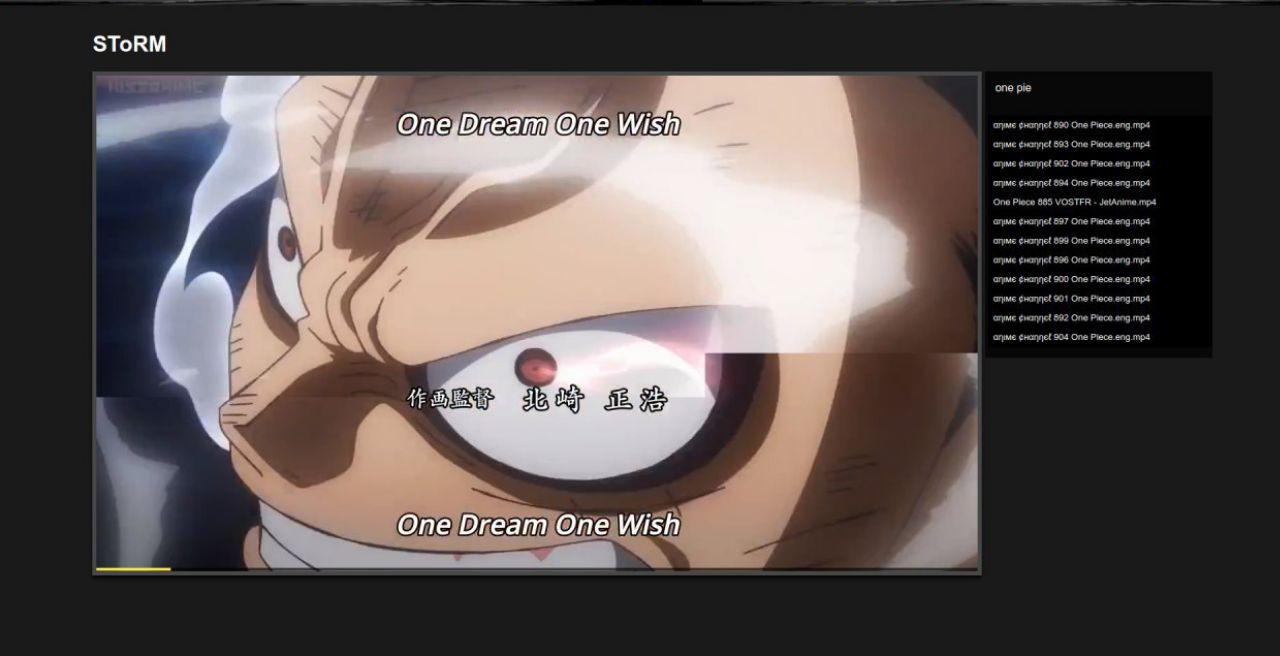 SToRM
One Dream One Wish
作画監督 北崎 正浩
One Dream One Wish
one pie
αηιмє ¢нαηηєℓ 890 One Piece.eng.mp4
αηιмє ¢нαηηєℓ 893 One Piece.eng.mp4
αηιмє ¢нαηηєℓ 902 One Piece.eng.mp4
αηιмє ¢нαηηєℓ 894 One Piece.eng.mp4
One Piece 885 VOSTFR - JetAnime.mp4
αηιмє ¢нαηηєℓ 897 One Piece.eng.mp4
αηιмє ¢нαηηєℓ 899 One Piece.eng.mp4
αηιмє ¢нαηηєℓ 896 One Piece.eng.mp4
αηιмє ¢нαηηєℓ 900 One Piece.eng.mp4
αηιмє ¢нαηηєℓ 901 One Piece.eng.mp4
αηιмє ¢нαηηєℓ 892 One Piece.eng.mp4
αηιмє ¢нαηηєℓ 904 One Piece.eng.mp4